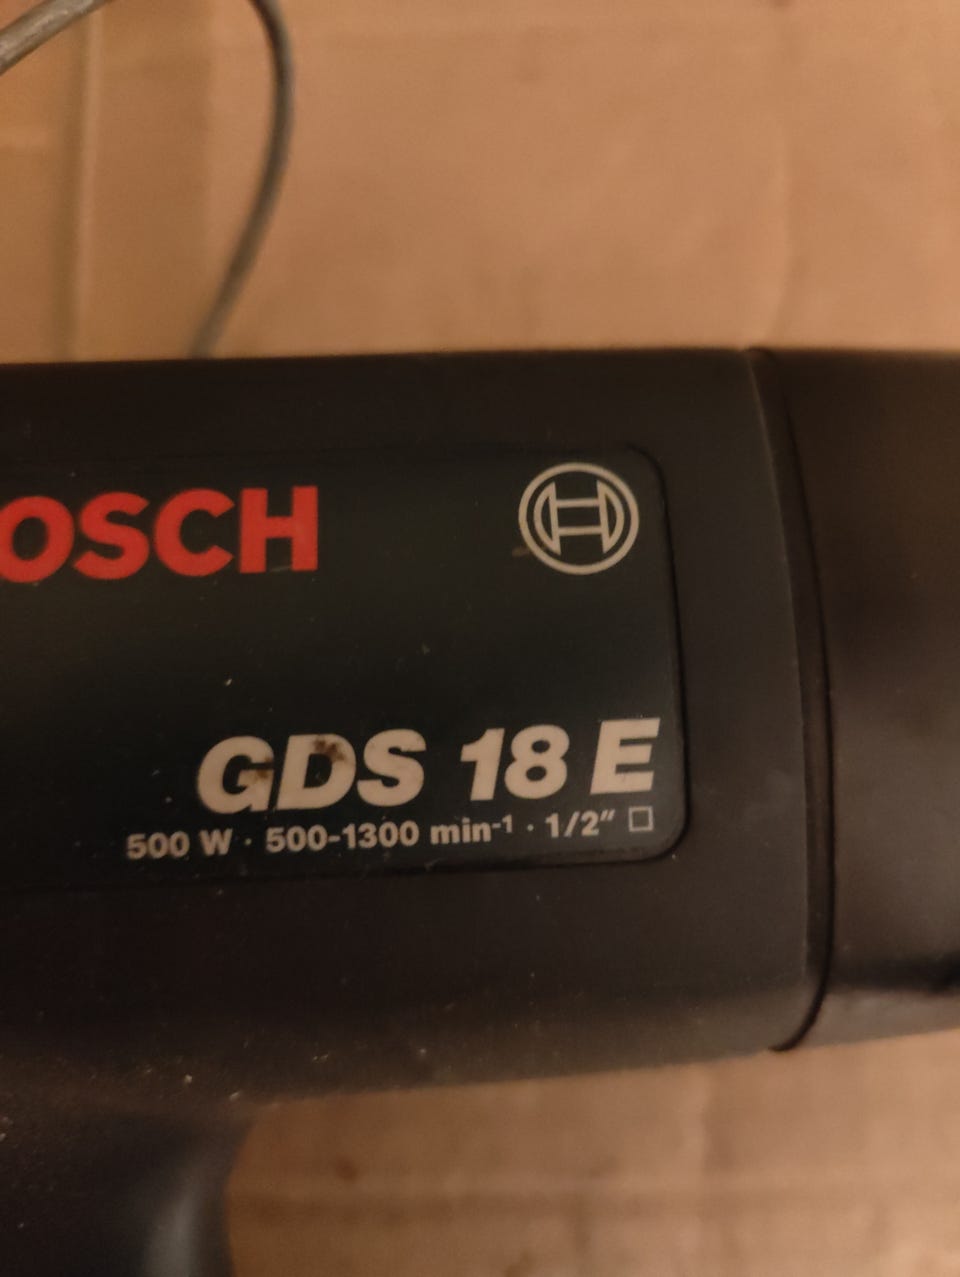 OSCH
GDS 18 E
500 W · 500-1300 min-¹ · 1/2" □